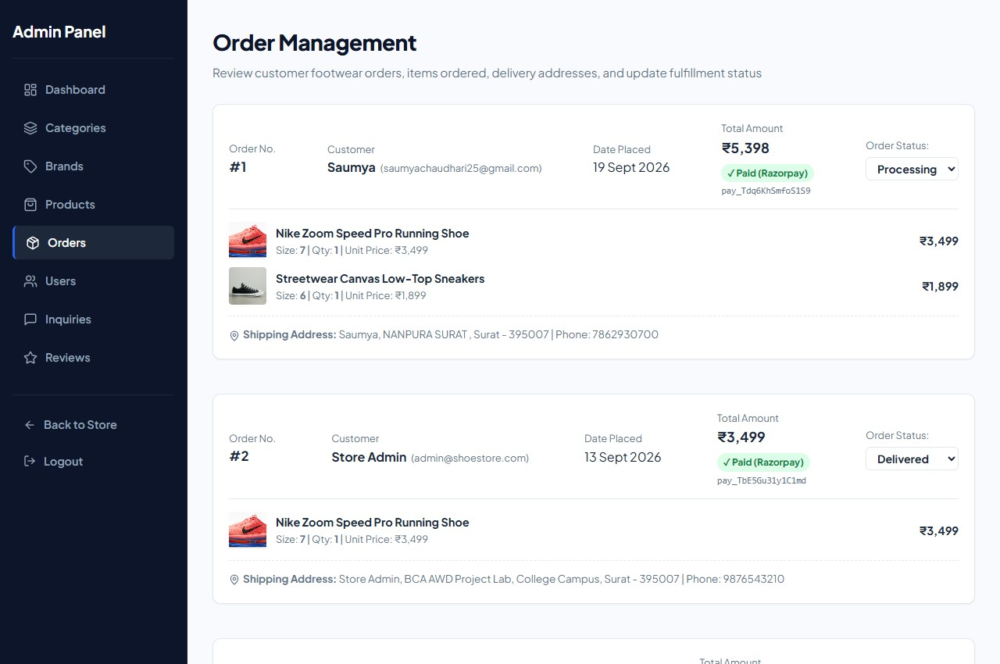 Admin Panel
Dashboard
Categories
Brands
Products
Orders
Users
Inquiries
Reviews
Back to Store
Logout
Order Management
Review customer footwear orders, items ordered, delivery addresses, and update fulfillment status
Order No.
#1
Customer
Saumya (saumyachaudhari25@gmail.com)
Date Placed
19 Sept 2026
Total Amount
₹5,398
✓ Paid (Razorpay)
pay_Tdq6KhSmfoS1S9
Order Status:
Processing
Nike Zoom Speed Pro Running Shoe
Size: 7 | Qty: 1 | Unit Price: ₹3,499
₹3,499
Streetwear Canvas Low-Top Sneakers
Size: 6 | Qty: 1 | Unit Price: ₹1,899
₹1,899
Shipping Address: Saumya, NANPURA SURAT , Surat - 395007 | Phone: 7862930700
Order No.
#2
Customer
Store Admin (admin@shoestore.com)
Date Placed
13 Sept 2026
Total Amount
₹3,499
✓ Paid (Razorpay)
pay_TbE5Gu31y1C1md
Order Status:
Delivered
Nike Zoom Speed Pro Running Shoe
Size: 7 | Qty: 1 | Unit Price: ₹3,499
₹3,499
Shipping Address: Store Admin, BCA AWD Project Lab, College Campus, Surat - 395007 | Phone: 9876543210
Total Amount